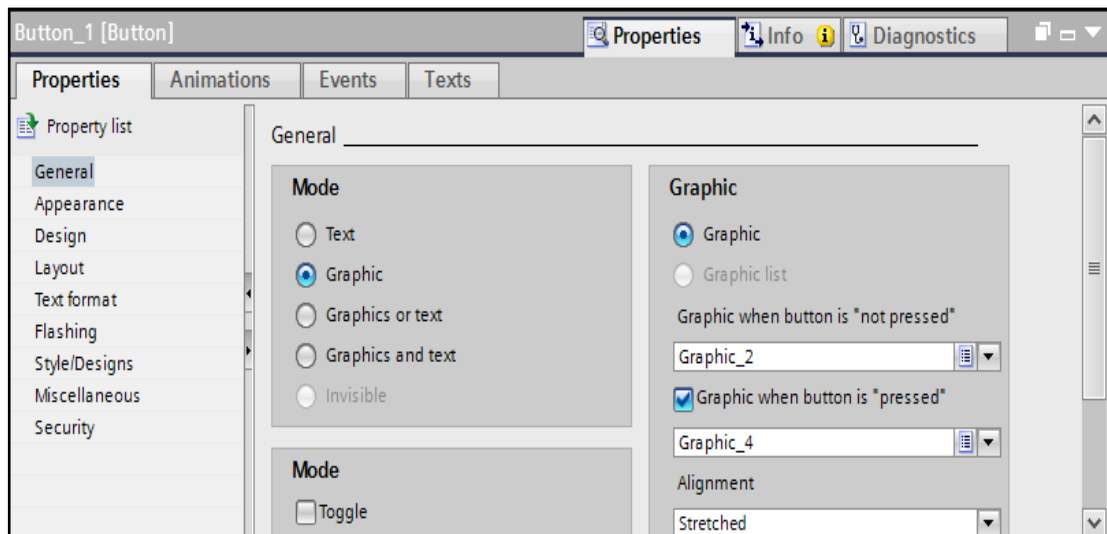 Button_1 [Button]
Properties Info Diagnostics
Properties Animations Events Texts
Property list
General
Appearance
Design
Layout
Text format
Flashing
Style/Designs
Miscellaneous
Security
General
Mode
Text
Graphic
Graphics or text
Graphics and text
Invisible
Mode
Toggle
Graphic
Graphic
Graphic list
Graphic when button is "not pressed"
Graphic_2
Graphic when button is "pressed"
Graphic_4
Alignment
Stretched